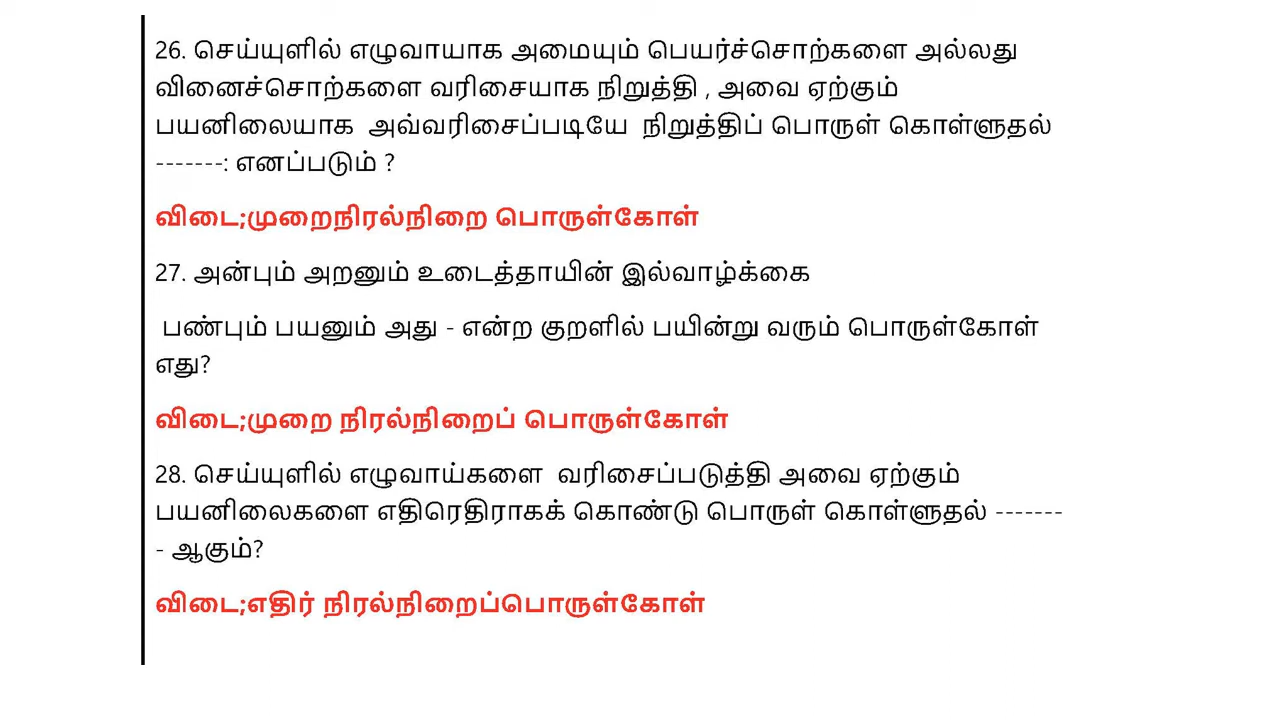 26. செய்யுளில் எழுவாயாக அமையும் பெயர்ச்சொற்களை அல்லது
வினைச்சொற்களை வரிசையாக நிறுத்தி , அவை ஏற்கும்
பயனிலையாக அவ்வரிசைப்படியே நிறுத்திப் பொருள் கொள்ளுதல்
-------: எனப்படும் ?
விடை;முறைநிரல்நிறை பொருள்கோள்
27. அன்பும் அறனும் உடைத்தாயின் இல்வாழ்க்கை
பண்பும் பயனும் அது - என்ற குறளில் பயின்று வரும் பொருள்கோள்
எது?
விடை;முறை நிரல்நிறைப் பொருள்கோள்
28. செய்யுளில் எழுவாய்களை வரிசைப்படுத்தி அவை ஏற்கும்
பயனிலைகளை எதிரெதிராகக் கொண்டு பொருள் கொள்ளுதல் -------
- ஆகும்?
விடை;எதிர் நிரல்நிறைப்பொருள்கோள்